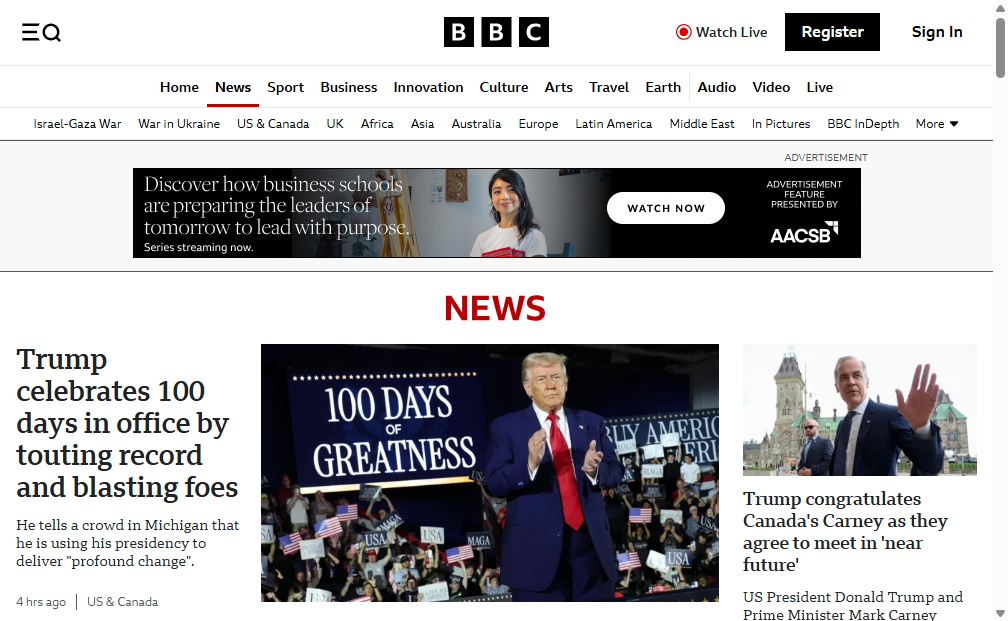 BBC
Watch Live
Register
Sign In
Home News Sport Business Innovation Culture Arts Travel Earth Audio Video Live
Israel-Gaza War War in Ukraine US & Canada UK Africa Asia Australia Europe Latin America Middle East In Pictures BBC InDepth More
ADVERTISEMENT
Discover how business schools
are preparing the leaders of
tomorrow to lead with purpose.
Series streaming now.
WATCH NOW
ADVERTISEMENT
FEATURE
PRESENTED BY
AACSB
NEWS
Trump
celebrates 100
days in office by
touting record
and blasting foes
He tells a crowd in Michigan that
he is using his presidency to
deliver "profound change".
4 hrs ago US & Canada
100 DAYS
OF
GREATNESS
USA
MAGA
USA
USA
MAGA
MAGA
USA
Trump congratulates
Canada's Carney as they
agree to meet in 'near
future'
US President Donald Trump and
Prime Minister Mark Carney